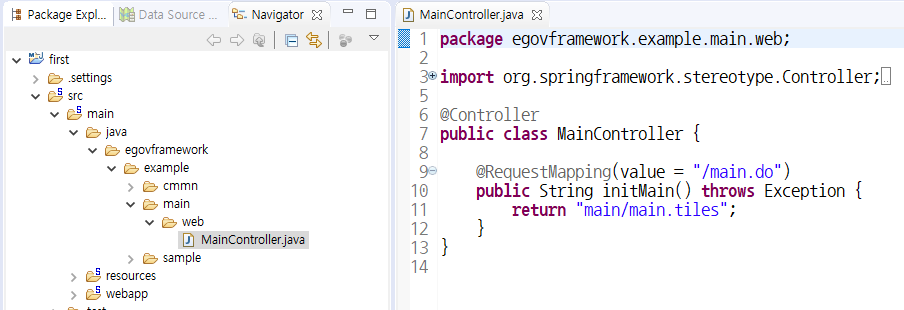 Package Expl... Data Source ... Navigator
first
.settings
src
main
java
egovframework
example
cmmn
main
web
MainController.java
sample
resources
webapp
MainController.java
1 package egovframework.example.main.web;
2
3 import org.springframework.stereotype.Controller;
5
6 @Controller
7 public class MainController {
8
9 @RequestMapping(value = "/main.do")
10 public String initMain() throws Exception {
11 return "main/main.tiles";
12 }
13 }
14